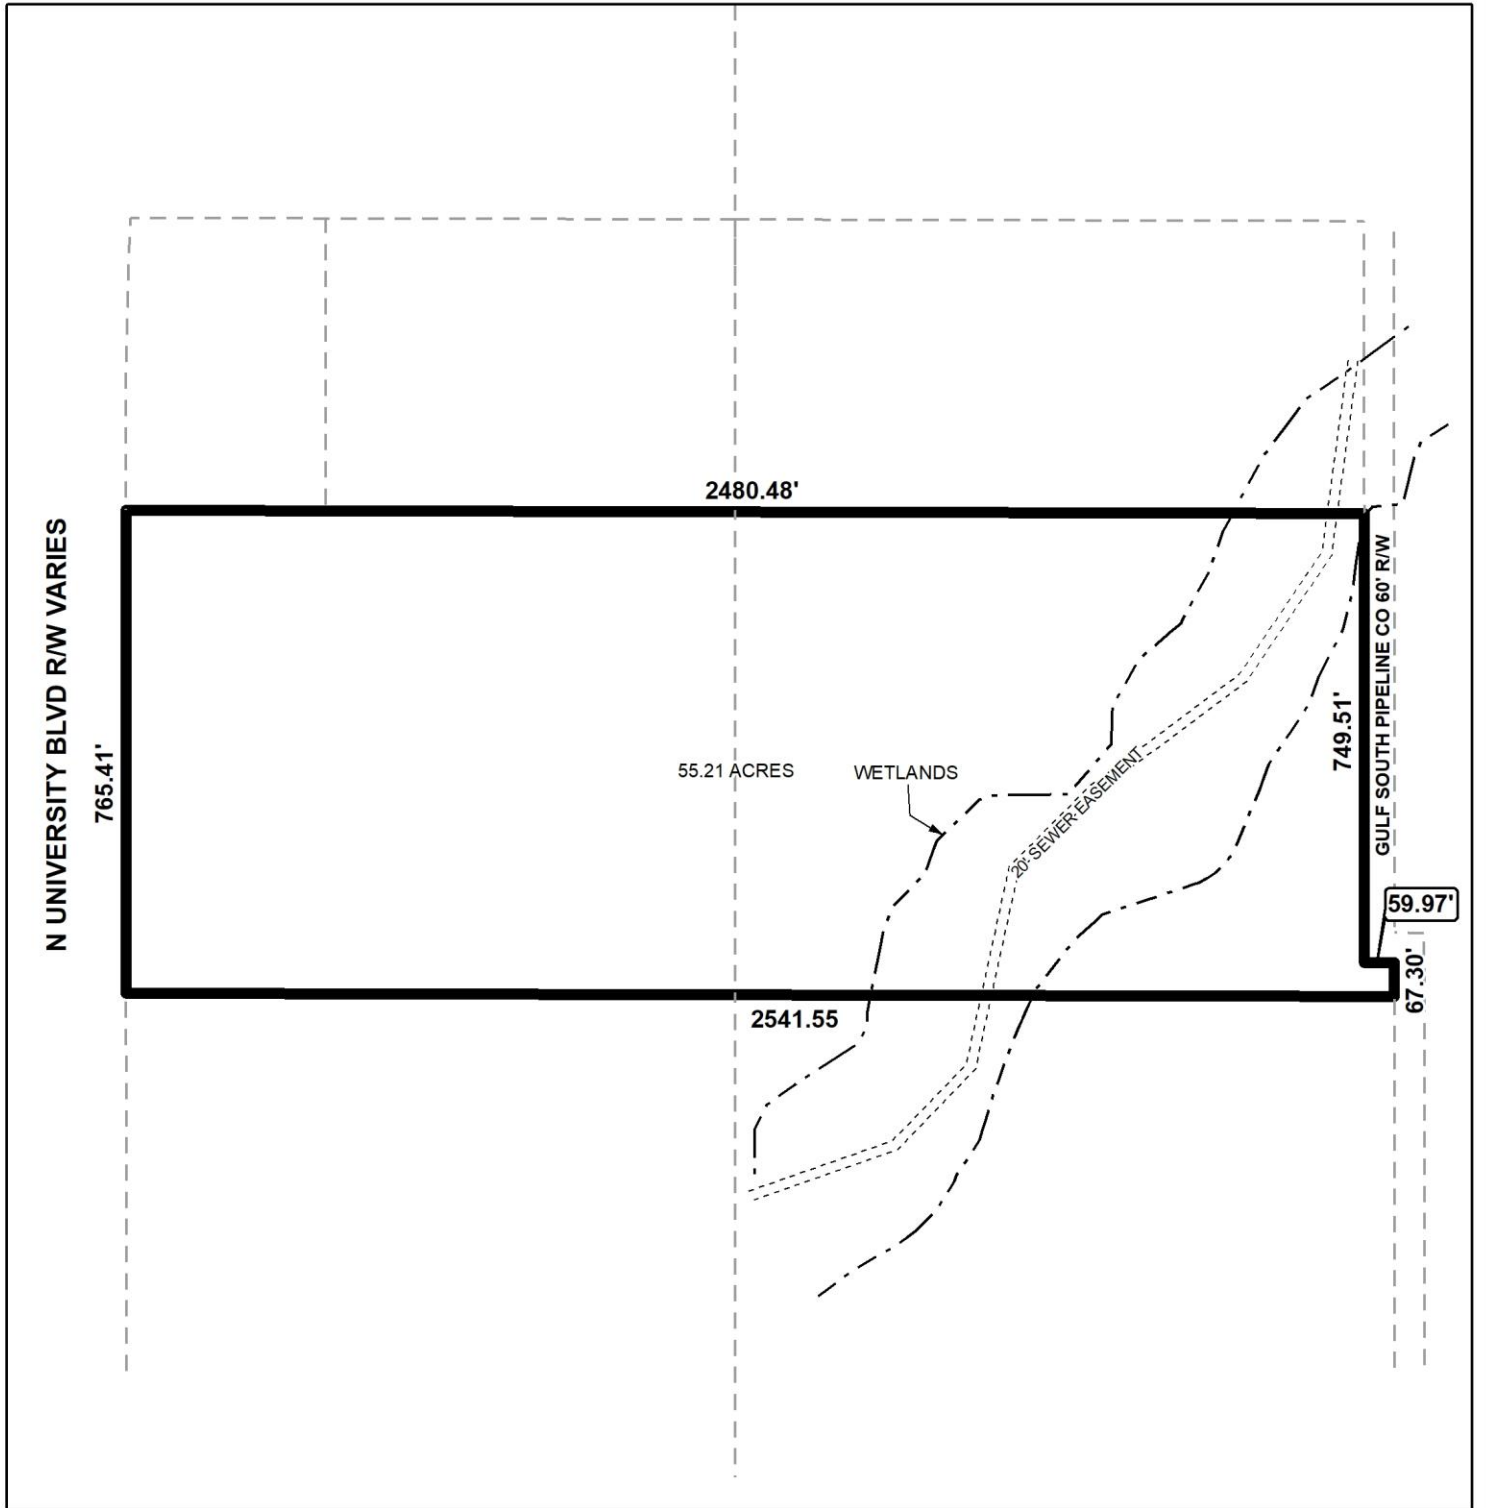 2480.48'
N UNIVERSITY BLVD R/W VARIES
765.41'
55.21 ACRES
WETLANDS
20' SEWER EASEMENT
749.51'
GULF SOUTH PIPELINE CO 60' R/W
59.97'
67.30'
2541.55